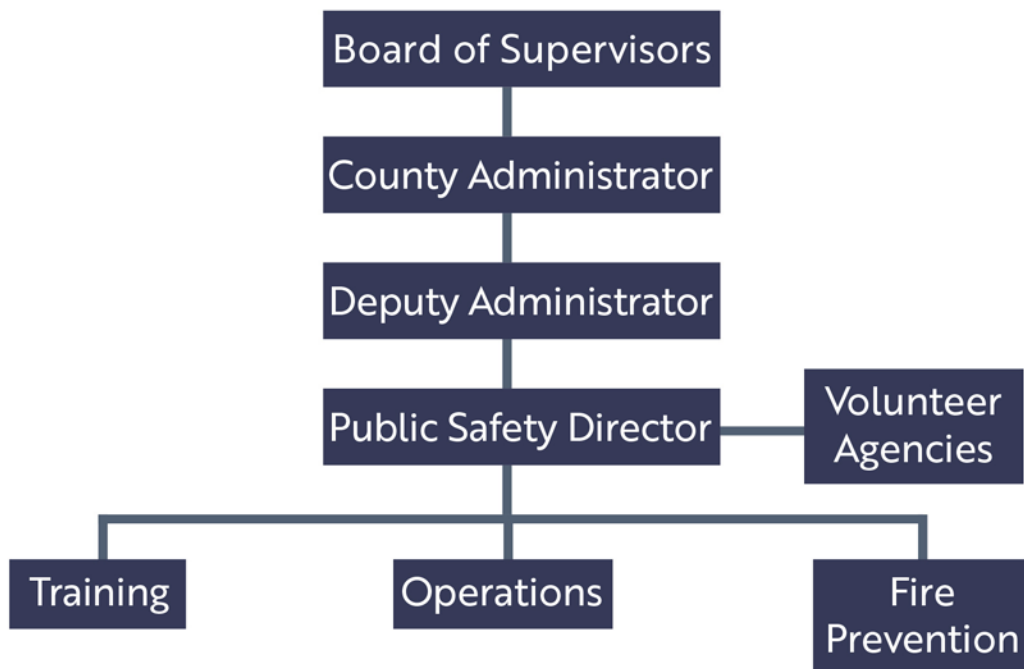 Board of Supervisors
County Administrator
Deputy Administrator
Public Safety Director
Volunteer
Agencies
Training
Operations
Fire
Prevention